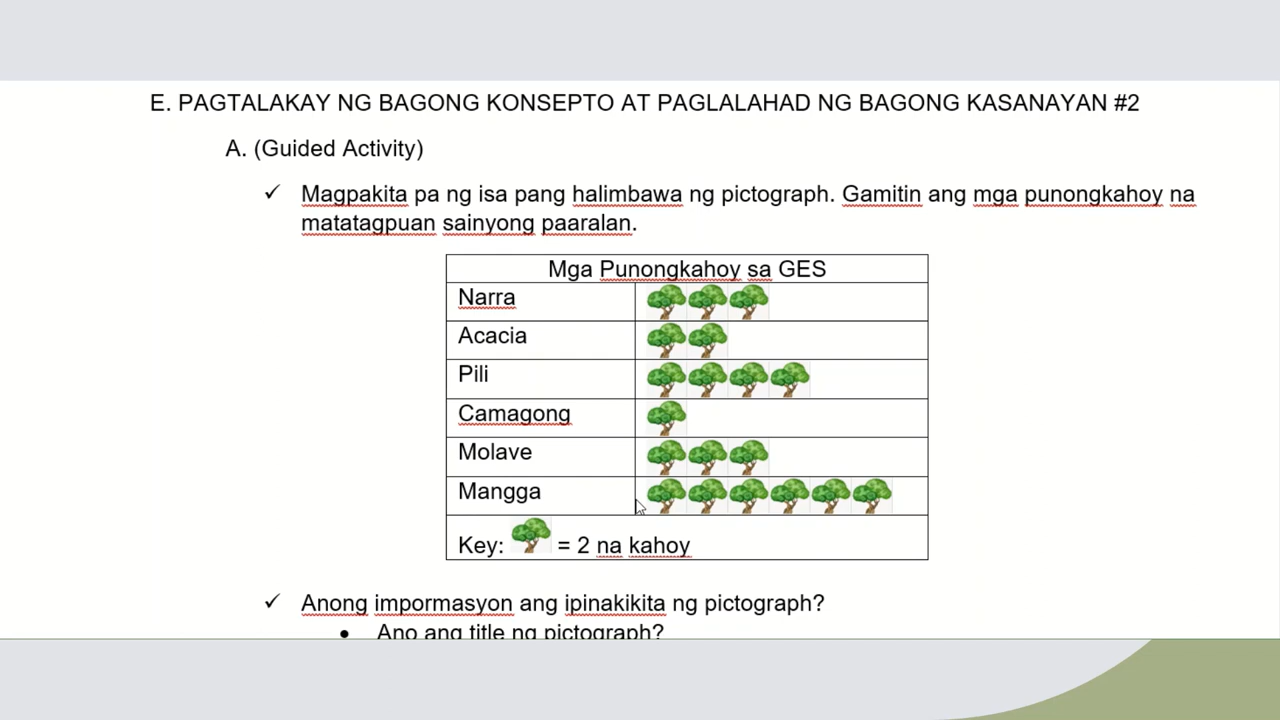 E. PAGTALAKAY NG BAGONG KONSEPTO AT PAGLALAHAD NG BAGONG KASANAYAN #2
A. (Guided Activity)
✓ Magpakita pa ng isa pang halimbawa ng pictograph. Gamitin ang mga punongkahoy na
matatagpuan sainyong paaralan.
Mga Punongkahoy sa GES
Narra
Acacia
Pili
Camagong
Molave
Mangga
Key: = 2 na kahoy
✓ Anong impormasyon ang ipinakikita ng pictograph?
• Ano ang title ng pictograph?